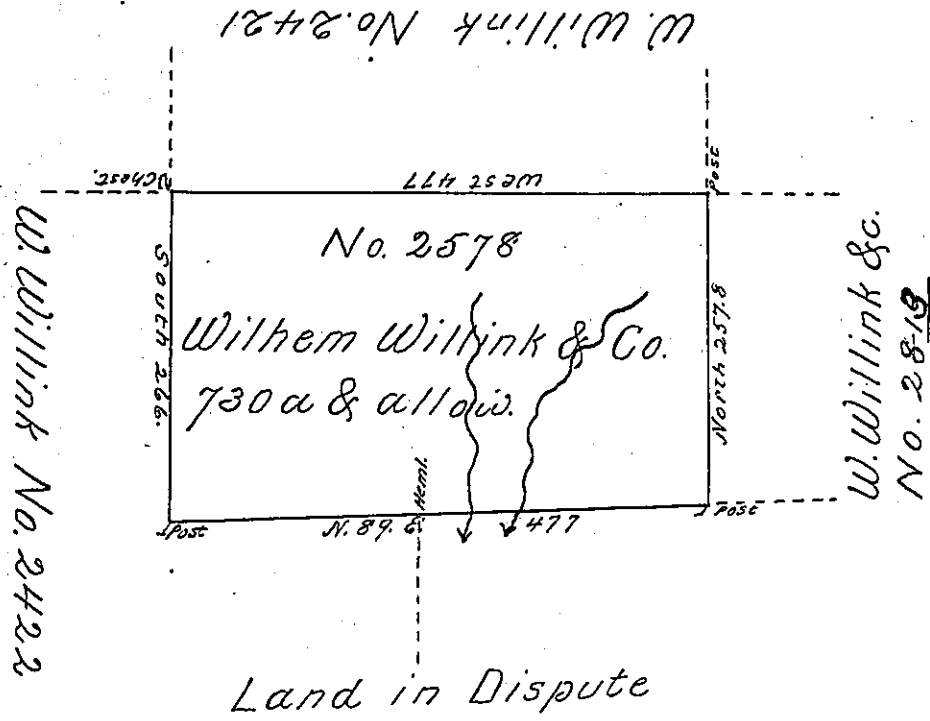 W. Willink No. 2421
Chest.
West 477
Post
W. Willink No. 2422
South 266.
No. 2578
Wilhem Willink & Co.
730 a & allow.
North 257.8
W. Willink &c.
No. 28-
Post
N. 89. E. 477
Heml.
Post
Land in Dispute